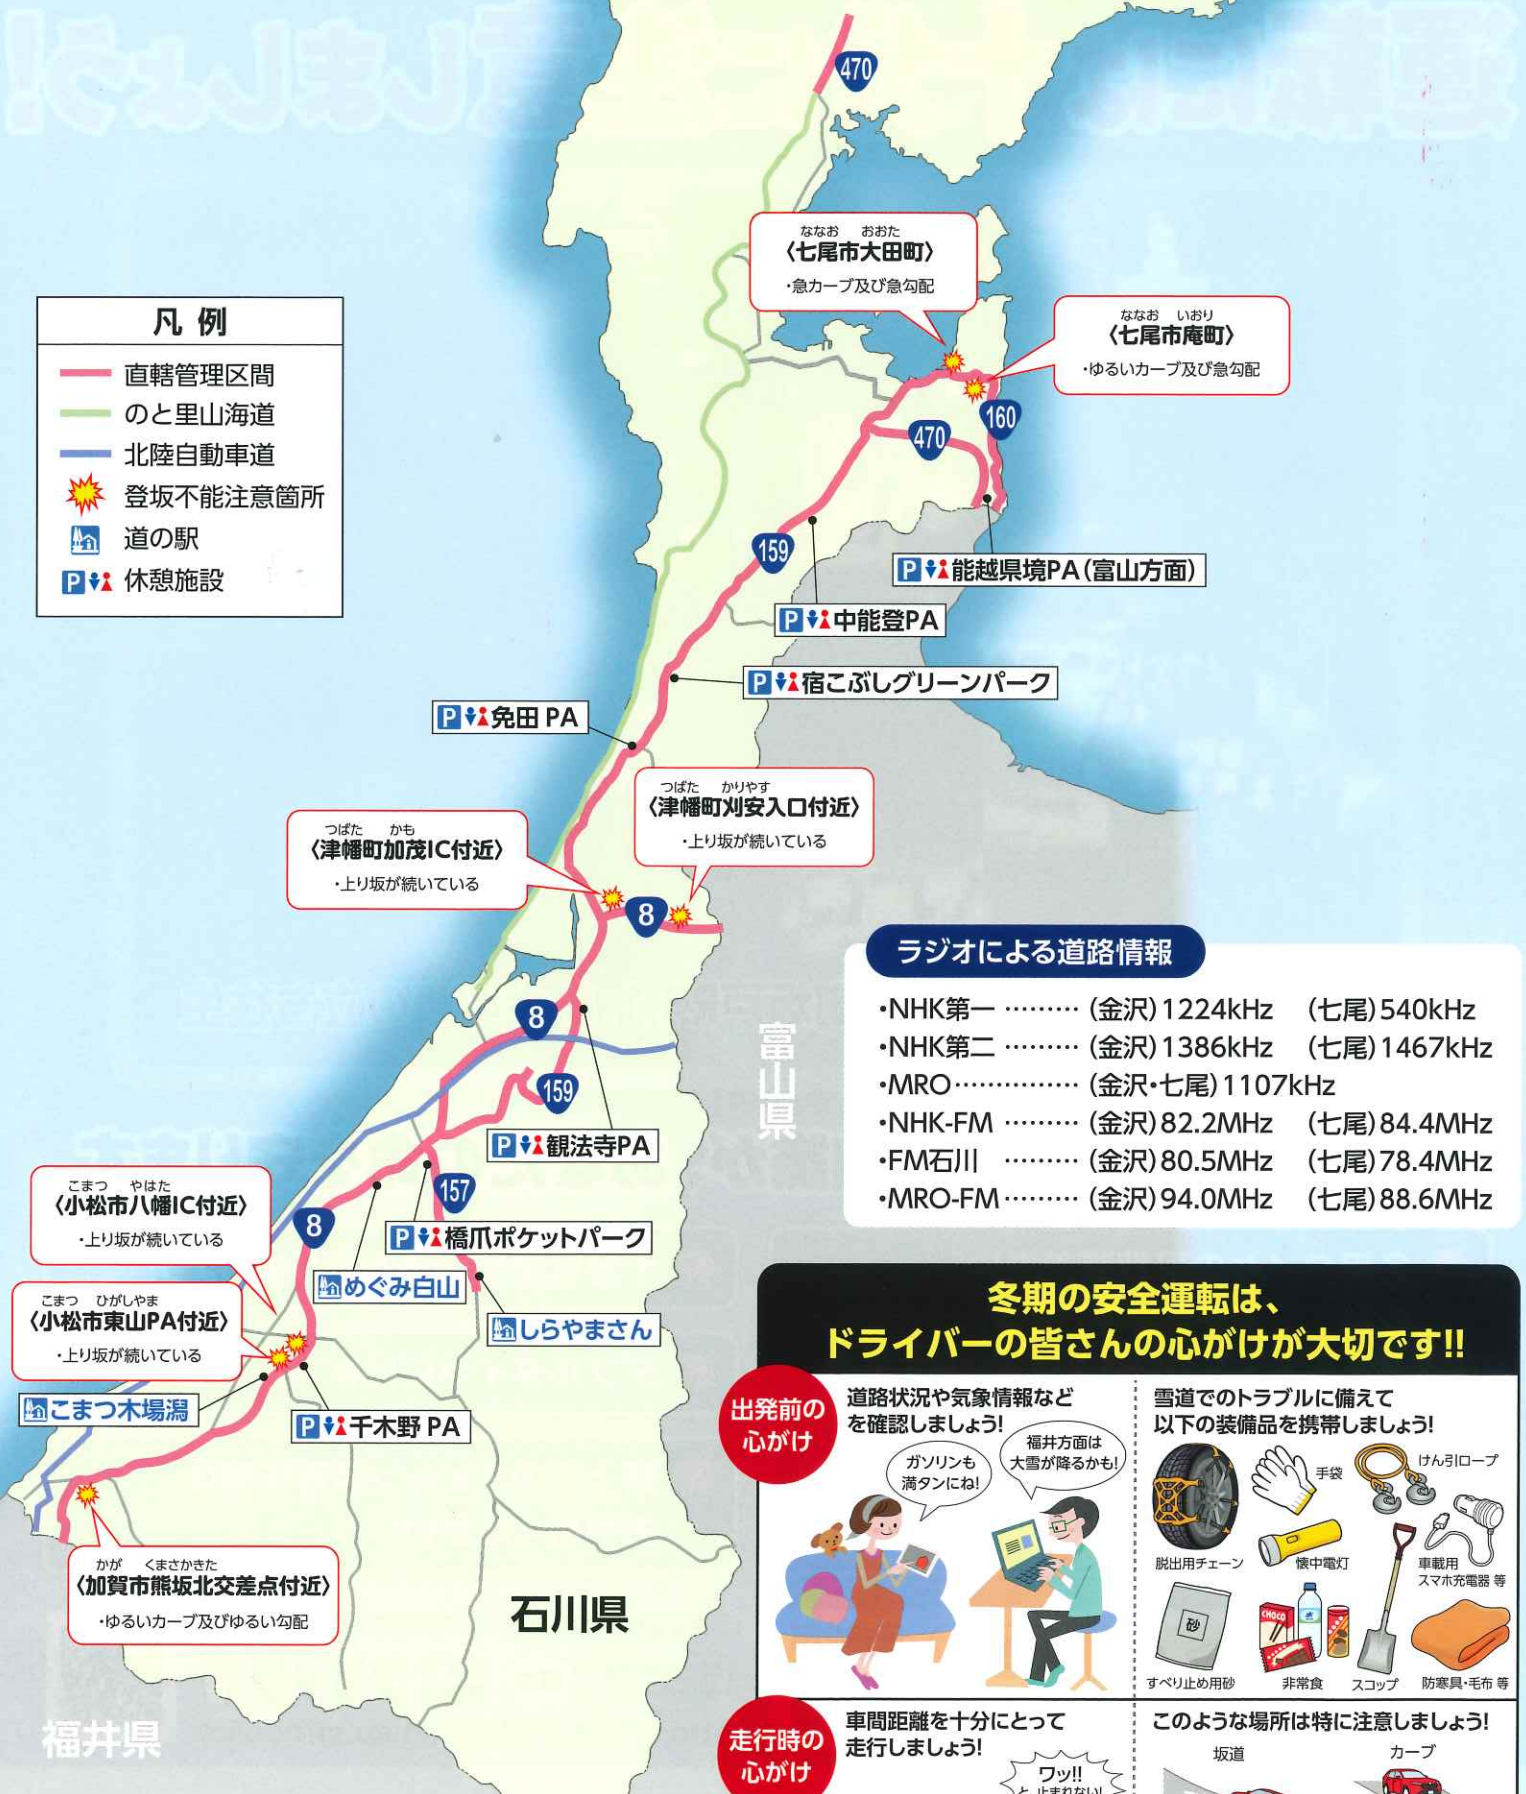 470
ななお おおた
〈七尾市大田町〉
・急カーブ及び急勾配
ななお いおり
〈七尾市庵町〉
・ゆるいカーブ及び急勾配
凡例
直轄管理区間
のと里山海道
北陸自動車道
登坂不能注意箇所
道の駅
P 休憩施設
160
470
159
P 能越県境PA(富山方面)
P 中能登PA
P 宿こぶしグリーンパーク
P 免田 PA
つばた かりやす
〈津幡町刈安入口付近〉
・上り坂が続いている
つばた かも
〈津幡町加茂IC付近〉
・上り坂が続いている
8
8
159
P 観法寺PA
富山県
157
8
P 橋爪ポケットパーク
めぐみ白山
しらやまさん
こまつ やはた
〈小松市八幡IC付近〉
・上り坂が続いている
こまつ ひがしやま
〈小松市東山PA付近〉
・上り坂が続いている
こまつ木場潟
P 千木野 PA
かが くまさかきた
〈加賀市熊坂北交差点付近〉
・ゆるいカーブ及びゆるい勾配
石川県
福井県
ラジオによる道路情報
・NHK第一 ……… (金沢)1224kHz (七尾)540kHz
・NHK第二 ……… (金沢)1386kHz (七尾)1467kHz
・MRO…………… (金沢・七尾)1107kHz
・NHK-FM ……… (金沢)82.2MHz (七尾)84.4MHz
・FM石川 ……… (金沢)80.5MHz (七尾)78.4MHz
・MRO-FM……… (金沢)94.0MHz (七尾)88.6MHz
冬期の安全運転は、
ドライバーの皆さんの心がけが大切です!!
出発前の
心がけ
道路状況や気象情報など
を確認しましょう!
ガソリンも
満タンにね!
福井方面は
大雪が降るかも!
雪道でのトラブルに備えて
以下の装備品を携帯しましょう!
手袋
けん引ロープ
脱出用チェーン
懐中電灯
車載用
スマホ充電器 等
砂
CHOCO
すべり止め用砂
非常食
スコップ
防寒具・毛布 等
走行時の
心がけ
車間距離を十分にとって
走行しましょう!
ワッ!!
と、止まれない!
このような場所は特に注意しましょう!
坂道
カーブ